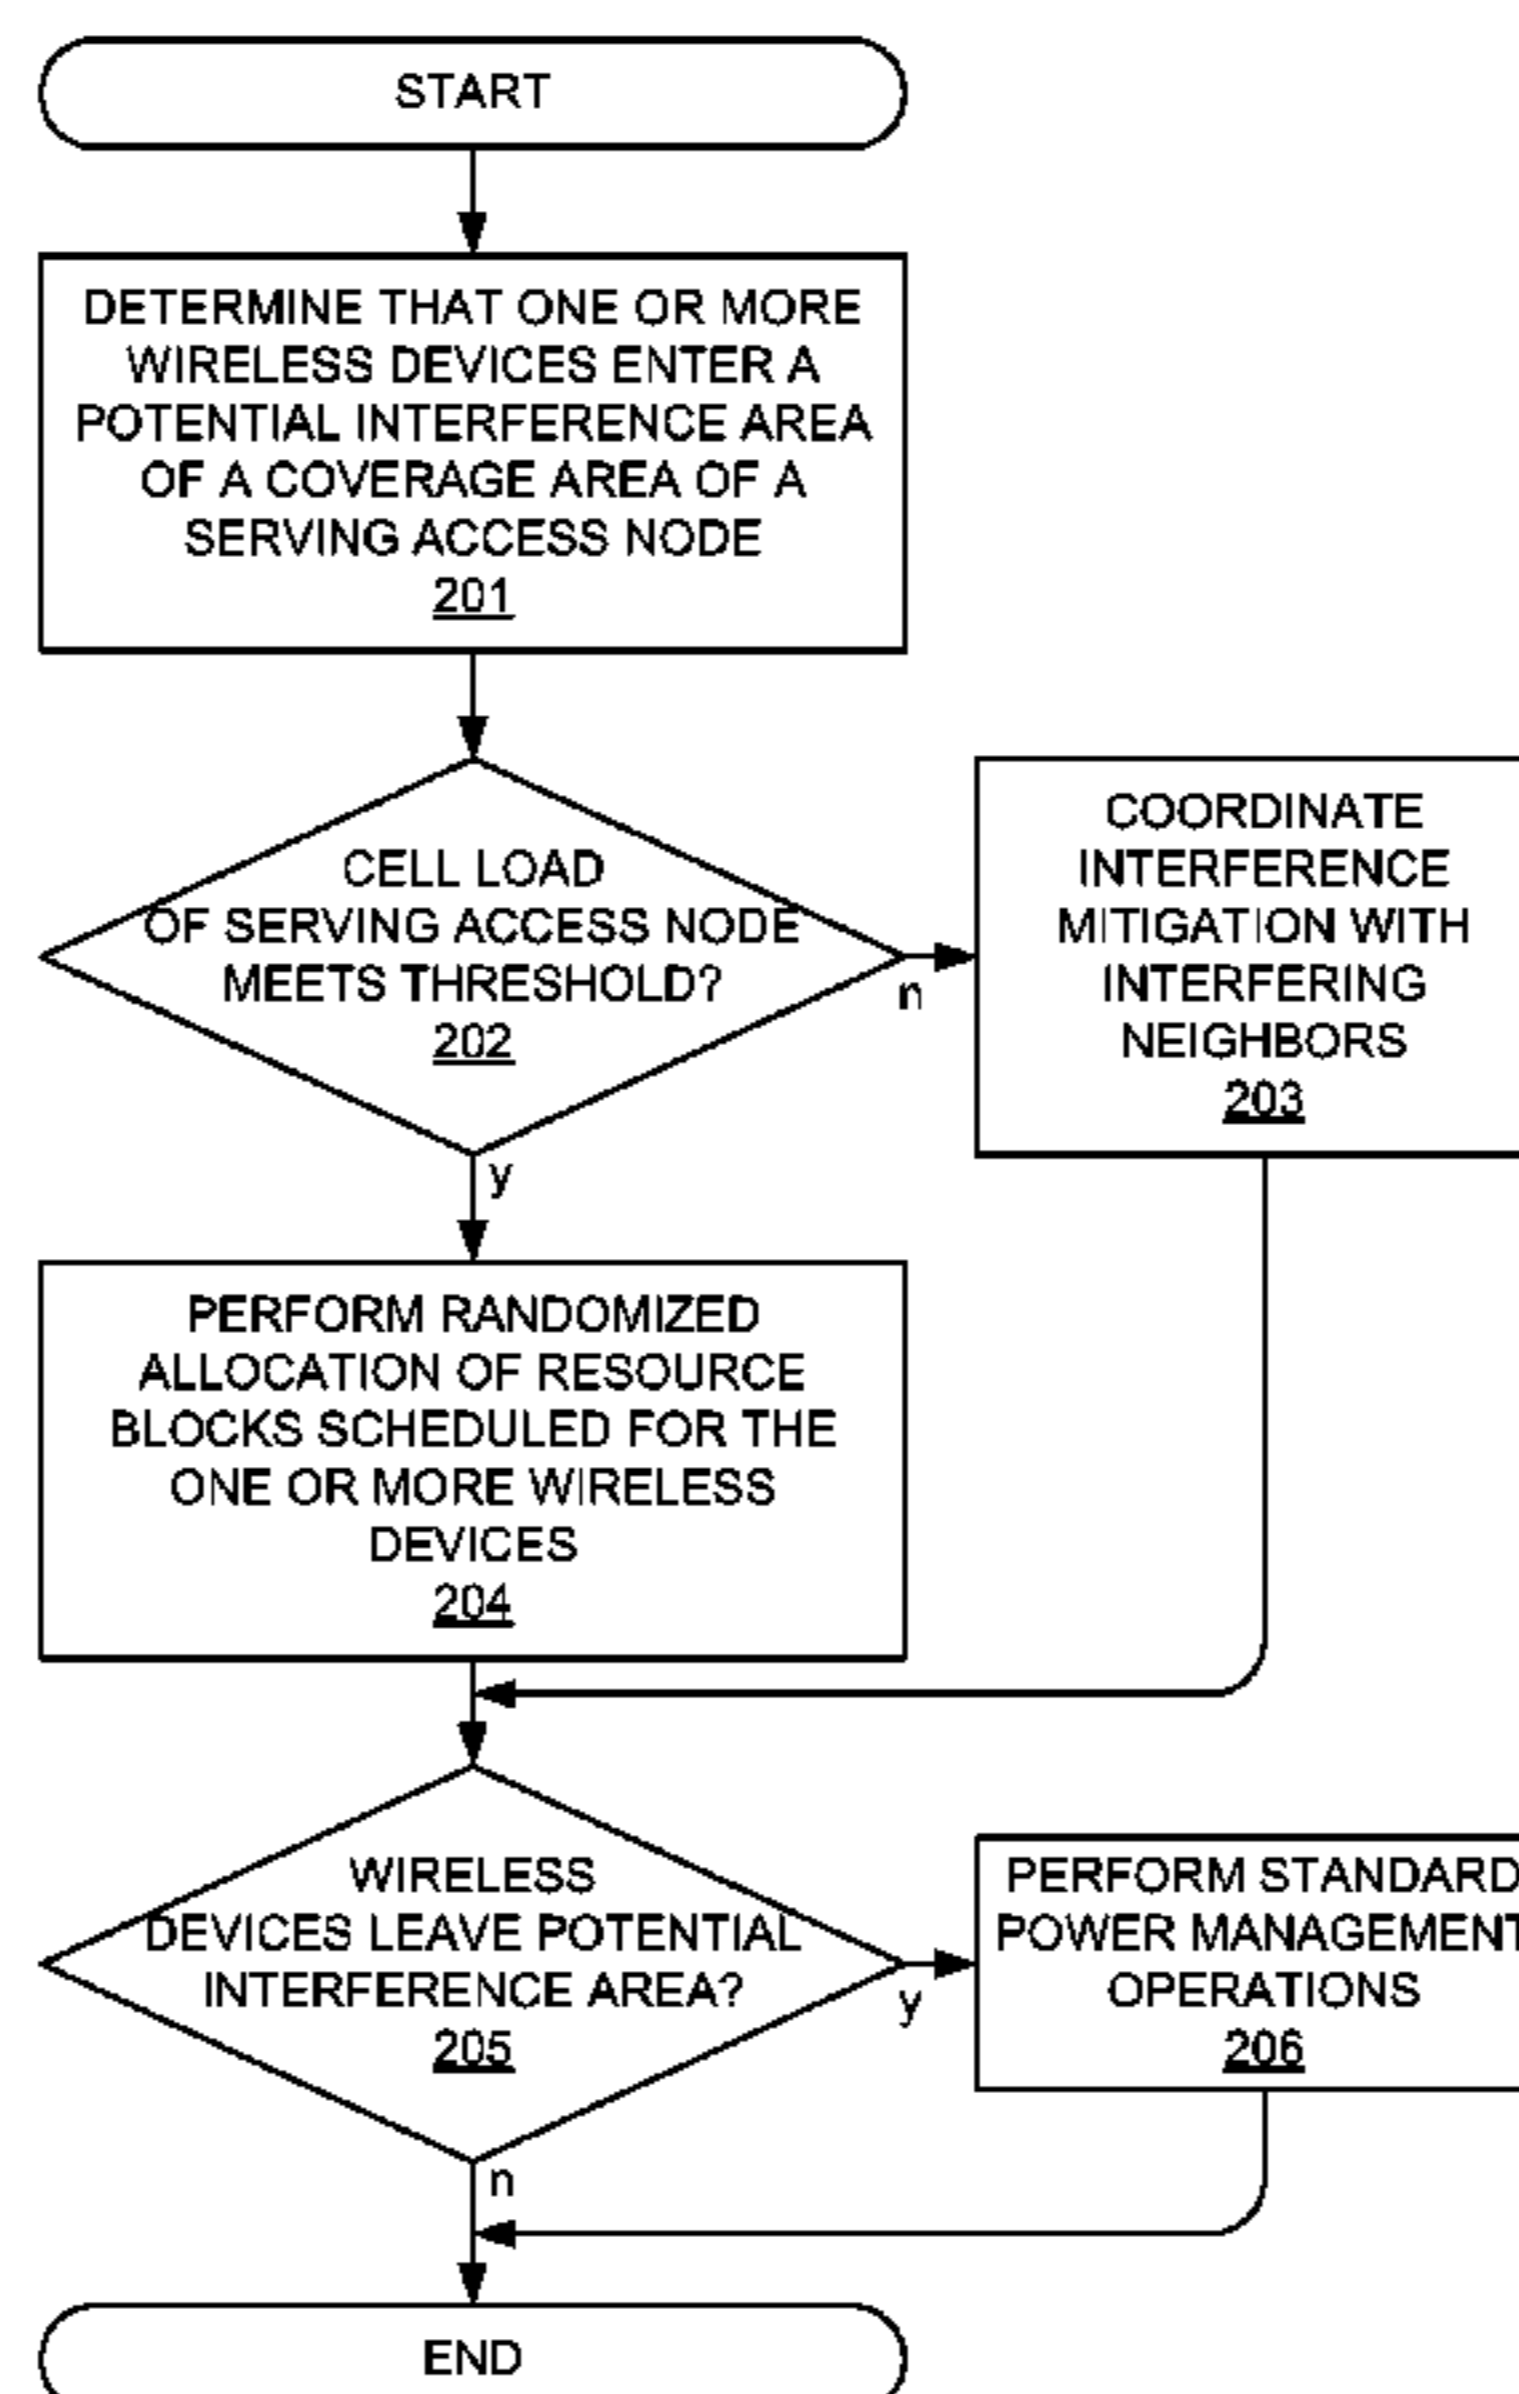 START
DETERMINE THAT ONE OR MORE
WIRELESS DEVICES ENTER A
POTENTIAL INTERFERENCE AREA
OF A COVERAGE AREA OF A
SERVING ACCESS NODE
201
CELL LOAD
OF SERVING ACCESS NODE
MEETS THRESHOLD?
202
n
y
COORDINATE
INTERFERENCE
MITIGATION WITH
INTERFERING
NEIGHBORS
203
PERFORM RANDOMIZED
ALLOCATION OF RESOURCE
BLOCKS SCHEDULED FOR THE
ONE OR MORE WIRELESS
DEVICES
204
WIRELESS
DEVICES LEAVE POTENTIAL
INTERFERENCE AREA?
205
y
n
PERFORM STANDARD
POWER MANAGEMENT
OPERATIONS
206
END